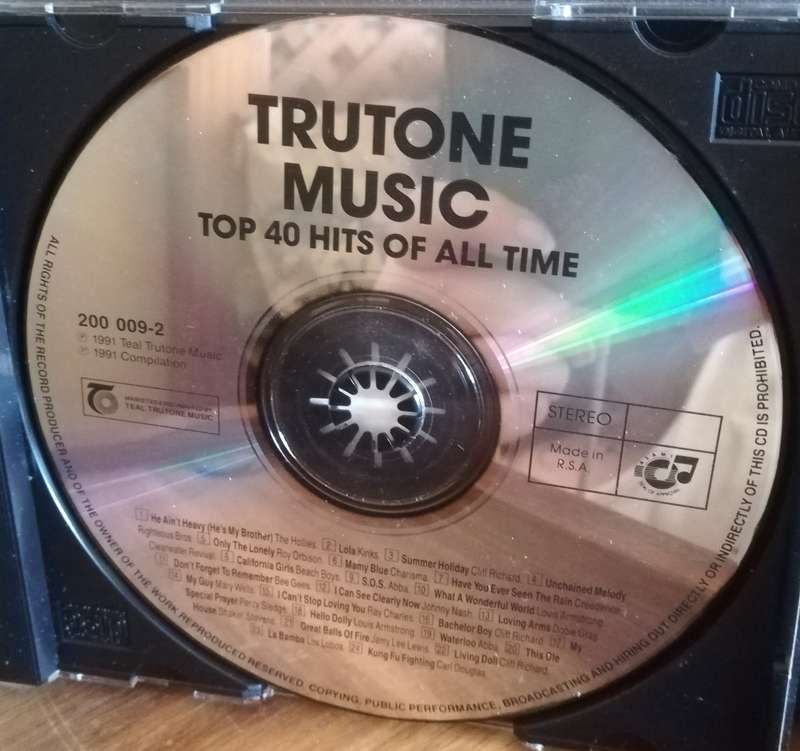 TRUTONE
MUSIC
TOP 40 HITS OF ALL TIME
200 009-2
℗ 1991 Teal Trutone Music
℗ 1991 Compilation
MARKETED & DISTRIBUTED BY
TEAL TRUTONE MUSIC
STEREO
Made in
R.S.A.
1 He Ain't Heavy (He's My Brother) The Hollies. 2 Lola Kinks. 3 Summer Holiday Cliff Richard. 4 Unchained Melody
Righteous Bros. 5 Only The Lonely Roy Orbison. 6 Mamy Blue Charisma. 7 Have You Ever Seen The Rain Creedence
Clearwater Revival. 8 California Girls Beach Boys. 9 S.O.S. Abba. 10 What A Wonderful World Louis Armstrong.
11 Don't Forget To Remember Bee Gees. 12 I Can See Clearly Now Johnny Nash. 13 Loving Arms Dobie Gray.
14 My Guy Mary Wells. 15 I Can't Stop Loving You Ray Charles. 16 Bachelor Boy Cliff Richard. 17 My
Special Prayer Percy Sledge. 18 Hello Dolly Louis Armstrong. 19 Waterloo Abba. 20 This Ole
House Shakin Stevens. 21 Great Balls Of Fire Jerry Lee Lewis. 22 Living Doll Cliff Richard.
23 La Bamba Los Lobos. 24 Kung Fu Fighting Carl Douglas.
ALL RIGHTS OF THE RECORD PRODUCER AND OF THE OWNER OF THE WORK REPRODUCED RESERVED. COPYING, PUBLIC PERFORMANCE, BROADCASTING AND HIRING OUT DIRECTLY OR INDIRECTLY OF THIS CD IS PROHIBITED.
disc